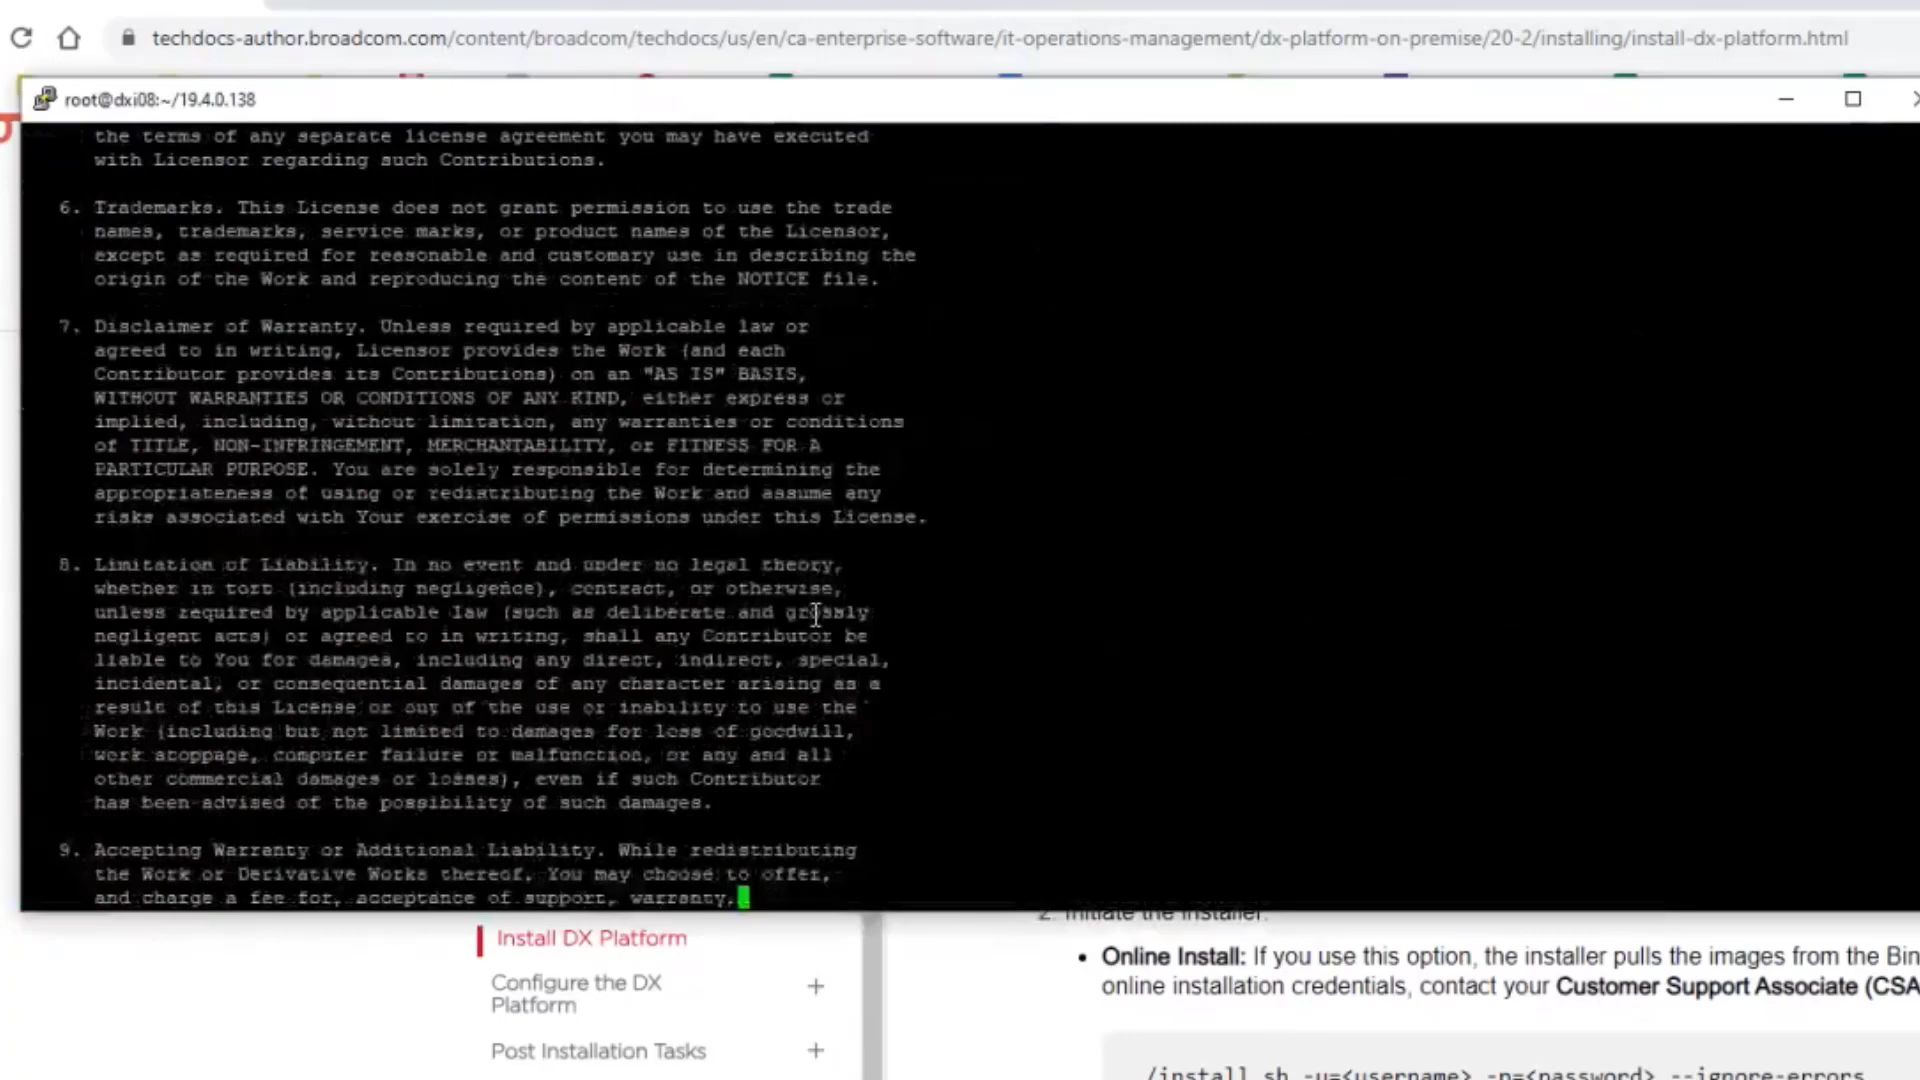 techdocs-author.broadcom.com/content/broadcom/techdocs/us/en/ca-enterprise-software/it-operations-management/dx-platform-on-premise/20-2/installing/install-dx-platform.html
root@dxi08:~/19.4.0.138
the terms of any separate license agreement you may have executed
with Licensor regarding such Contributions.
6. Trademarks. This License does not grant permission to use the trade
names, trademarks, service marks, or product names of the Licensor,
except as required for reasonable and customary use in describing the
origin of the Work and reproducing the content of the NOTICE file.
7. Disclaimer of Warranty. Unless required by applicable law or
agreed to in writing, Licensor provides the Work (and each
Contributor provides its Contributions) on an "AS IS" BASIS,
WITHOUT WARRANTIES OR CONDITIONS OF ANY KIND, either express or
implied, including, without limitation, any warranties or conditions
of TITLE, NON-INFRINGEMENT, MERCHANTABILITY, or FITNESS FOR A
PARTICULAR PURPOSE. You are solely responsible for determining the
appropriateness of using or redistributing the Work and assume any
risks associated with Your exercise of permissions under this License.
8. Limitation of Liability. In no event and under no legal theory,
whether in tort (including negligence), contract, or otherwise,
unless required by applicable law (such as deliberate and grossly
negligent acts) or agreed to in writing, shall any Contributor be
liable to You for damages, including any direct, indirect, special,
incidental, or consequential damages of any character arising as a
result of this License or out of the use or inability to use the
Work (including but not limited to damages for loss of goodwill,
work stoppage, computer failure or malfunction, or any and all
other commercial damages or losses), even if such Contributor
has been advised of the possibility of such damages.
9. Accepting Warranty or Additional Liability. While redistributing
the Work or Derivative Works thereof, You may choose to offer,
and charge a fee for, acceptance of support, warranty,
Install DX Platform
Configure the DX
Platform
Post Installation Tasks
2. Initiate the installer.
• Online Install: If you use this option, the installer pulls the images from the Bin
online installation credentials, contact your Customer Support Associate (CSA
/install.sh -u=<username> -p=<password> --ignore-errors